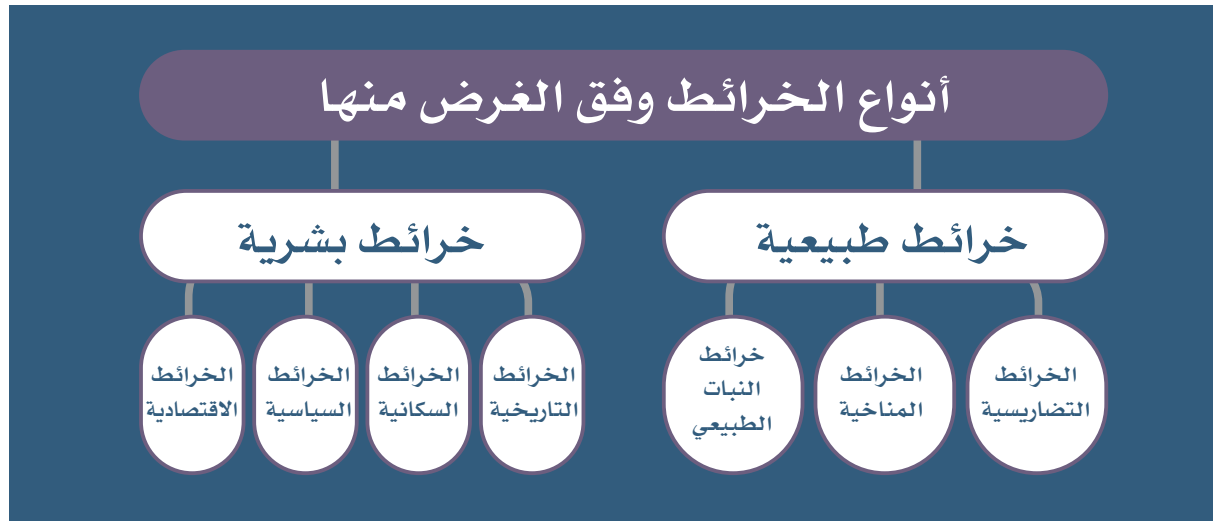 أنواع الخرائط وفق الغرض منها
خرائط طبيعية
خرائط بشرية
الخرائط
التضاريسية
الخرائط
المناخية
خرائط
النبات
الطبيعي
الخرائط
التاريخية
الخرائط
السكانية
الخرائط
السياسية
الخرائط
الاقتصادية